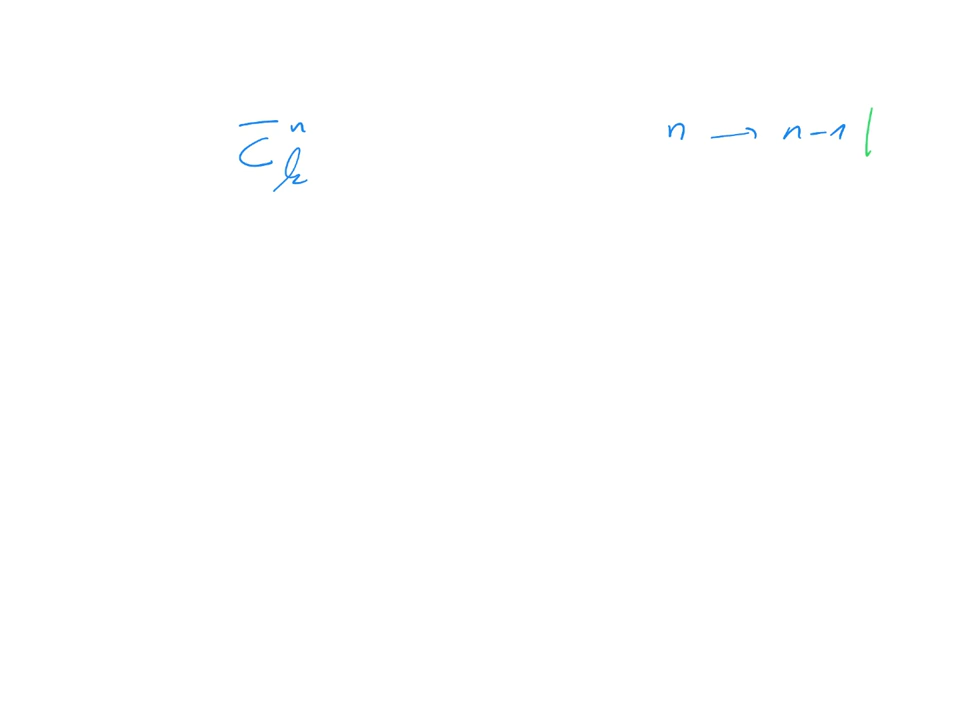 C̅ₖⁿ n → n-1 |